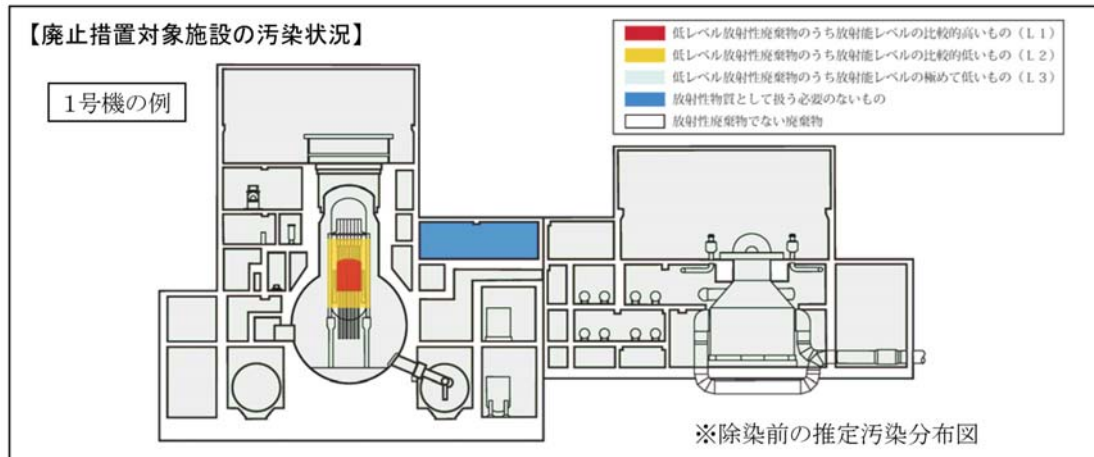 【廃止措置対象施設の汚染状況】
1号機の例
低レベル放射性廃棄物のうち放射能レベルの比較的高いもの（L1）
低レベル放射性廃棄物のうち放射能レベルの比較的低いもの（L2）
低レベル放射性廃棄物のうち放射能レベルの極めて低いもの（L3）
放射性物質として扱う必要のないもの
放射性廃棄物でない廃棄物
※除染前の推定汚染分布図